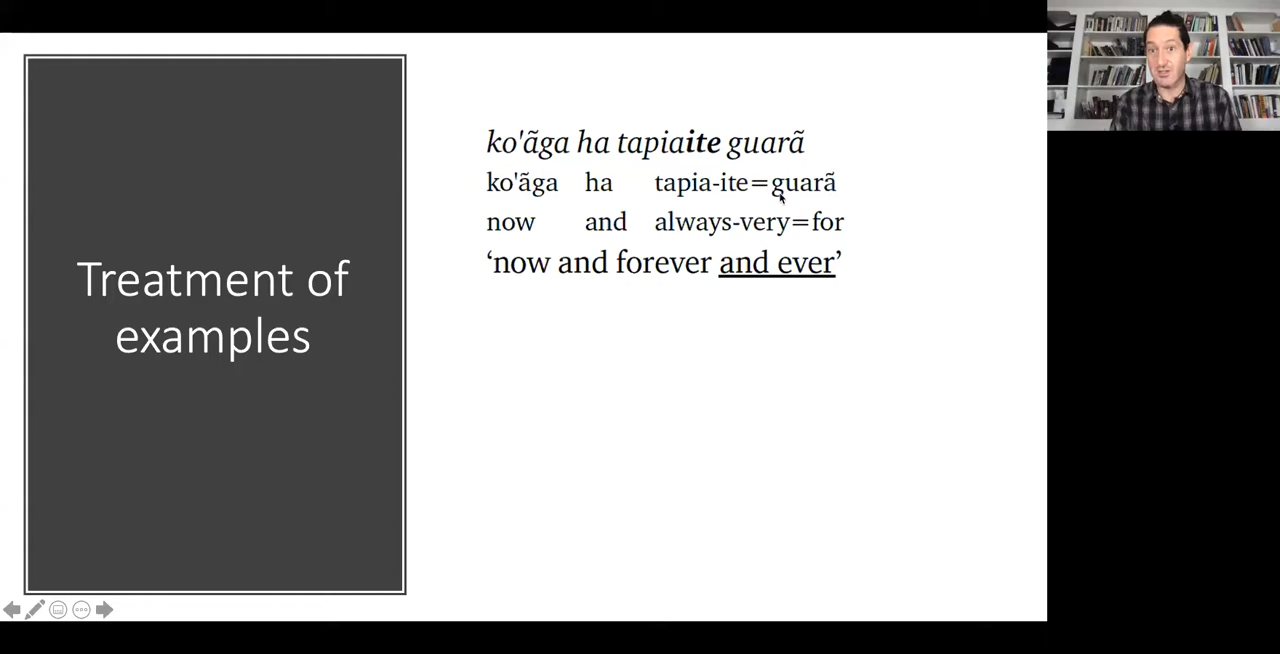 Treatment of
examples
ko'ãga ha tapiaite guarã
ko'ãga ha tapia-ite=guarã
now and always-very=for
‘now and forever and ever’